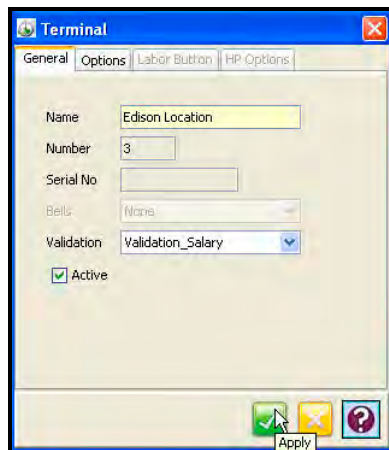 Terminal
General Options Labor Button HP Options
Name Edison Location
Number 3
Serial No
Bells None
Validation Validation_Salary
Active
Apply